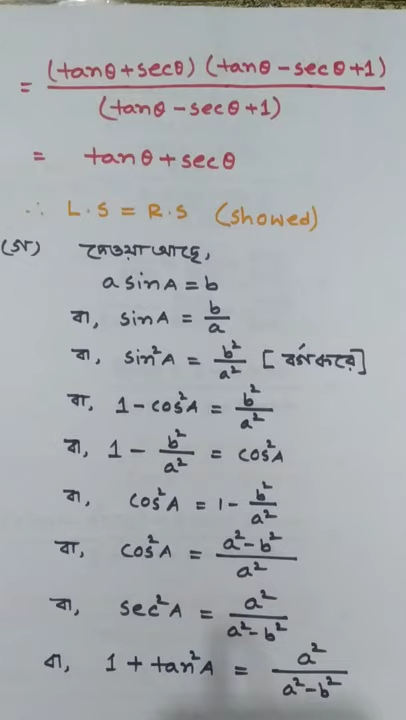 = (tanθ+secθ) (tanθ-secθ+1) / (tanθ-secθ+1)
= tanθ+secθ
∴ L.S = R.S (showed)
(গ) দেওয়া আছে,
a sinA = b
বা, sinA = b/a
বা, sin²A = b²/a² [বর্গ করে]
বা, 1-cos²A = b²/a²
বা, 1 - b²/a² = cos²A
বা, cos²A = 1 - b²/a²
বা, cos²A = a²-b²/a²
বা, sec²A = a²/a²-b²
বা, 1+tan²A = a²/a²-b²